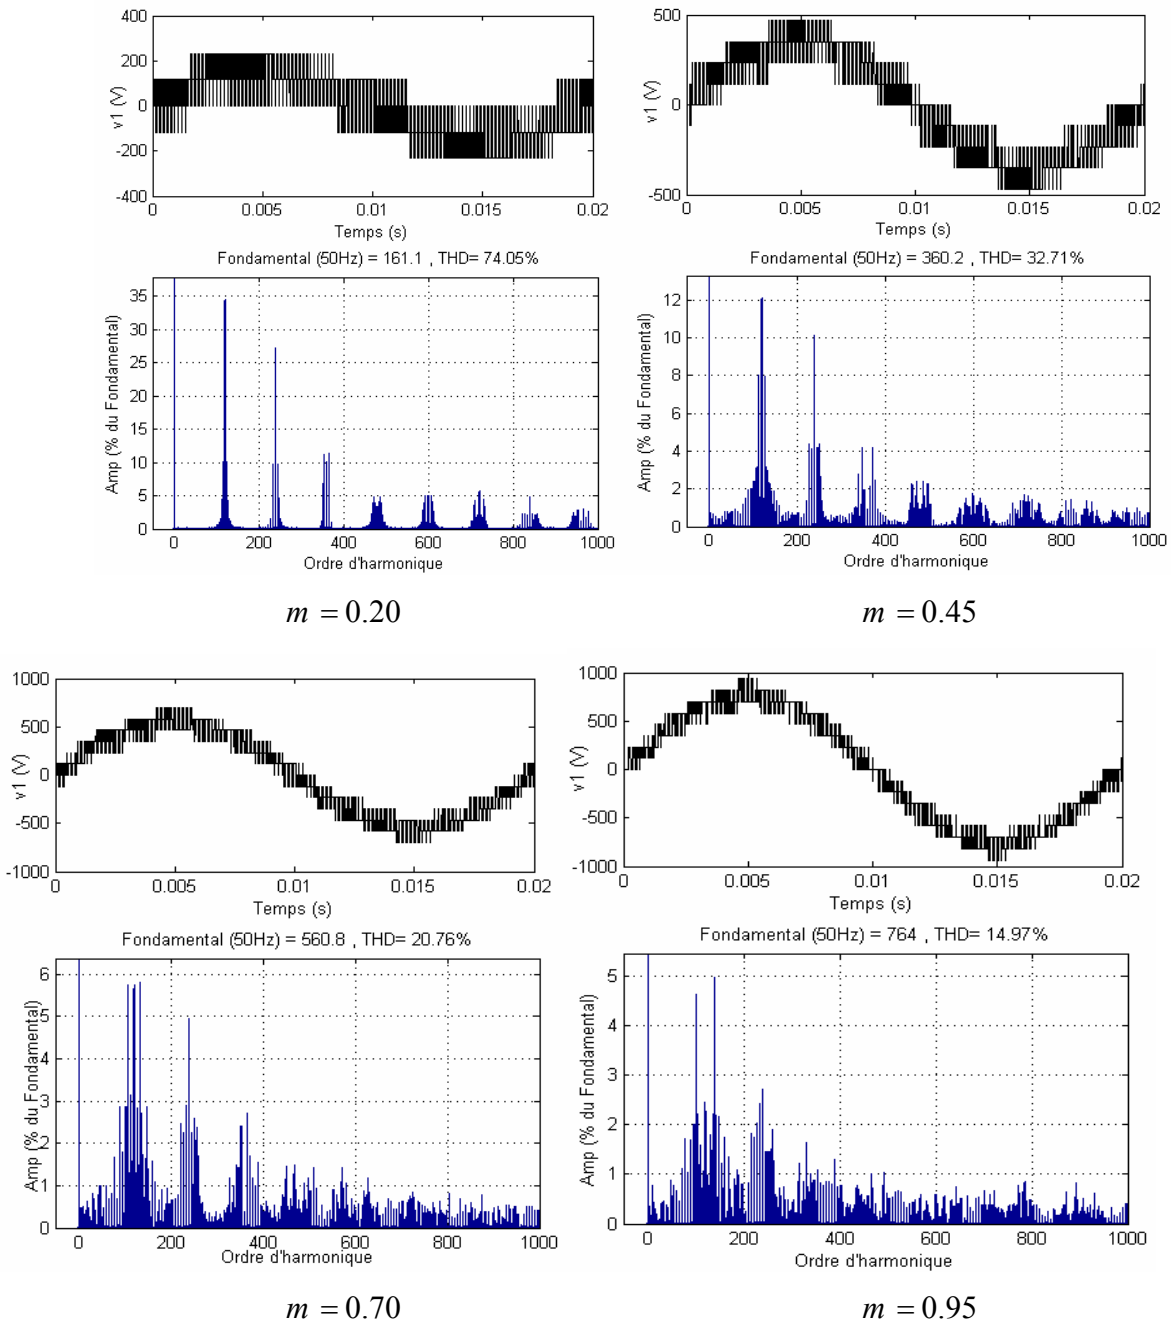 400
200
0
-200
-400
v1 (V)
0 0.005 0.01 0.015 0.02
Temps (s)
500
0
-500
v1 (V)
0 0.005 0.01 0.015 0.02
Temps (s)
Fondamental (50Hz) = 161.1 , THD= 74.05%
35
30
25
20
15
10
5
0
Amp (% du Fondamental)
0 200 400 600 800 1000
Ordre d'harmonique
Fondamental (50Hz) = 360.2 , THD= 32.71%
12
10
8
6
4
2
0
Amp (% du Fondamental)
0 200 400 600 800 1000
Ordre d'harmonique
m = 0.20
m = 0.45
1000
500
0
-500
-1000
v1 (V)
0 0.005 0.01 0.015 0.02
Temps (s)
1000
500
0
-500
-1000
v1 (V)
0 0.005 0.01 0.015 0.02
Temps (s)
Fondamental (50Hz) = 560.8 , THD= 20.76%
6
5
4
3
2
1
0
Amp (% du Fondamental)
0 200 400 600 800 1000
Ordre d'harmonique
Fondamental (50Hz) = 764 , THD= 14.97%
5
4
3
2
1
0
Amp (% du Fondamental)
0 200 400 600 800 1000
Ordre d'harmonique
m = 0.70
m = 0.95